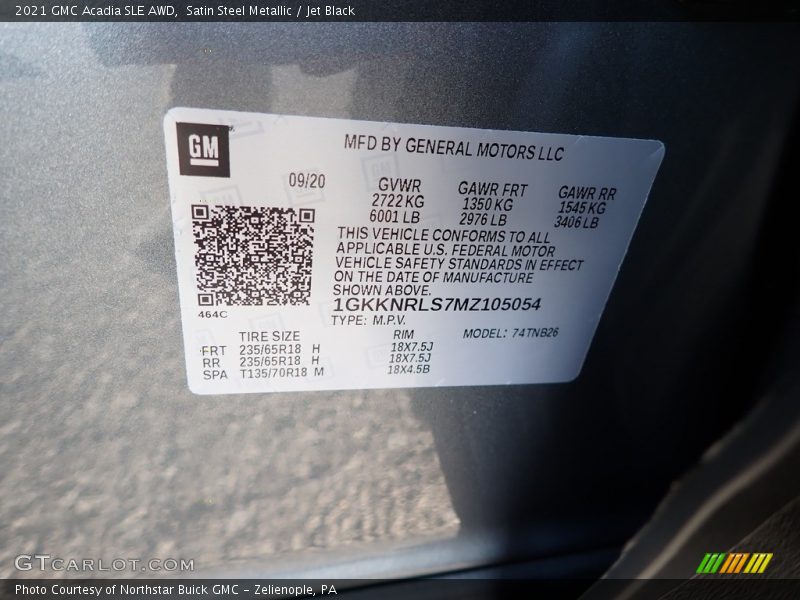 2021 GMC Acadia SLE AWD, Satin Steel Metallic / Jet Black
GM
MFD BY GENERAL MOTORS LLC
09/20
GVWR GAWR FRT GAWR RR
2722 KG 1350 KG 1545 KG
6001 LB 2976 LB 3406 LB
THIS VEHICLE CONFORMS TO ALL
APPLICABLE U.S. FEDERAL MOTOR
VEHICLE SAFETY STANDARDS IN EFFECT
ON THE DATE OF MANUFACTURE
SHOWN ABOVE.
464C
1GKKNRLS7MZ105054
TYPE: M.P.V. MODEL: 74TNB26
TIRE SIZE RIM
FRT 235/65R18 H 18X7.5J
RR 235/65R18 H 18X7.5J
SPA T135/70R18 M 18X4.5B
GTCARLOT.COM
Photo Courtesy of Northstar Buick GMC - Zelienople, PA